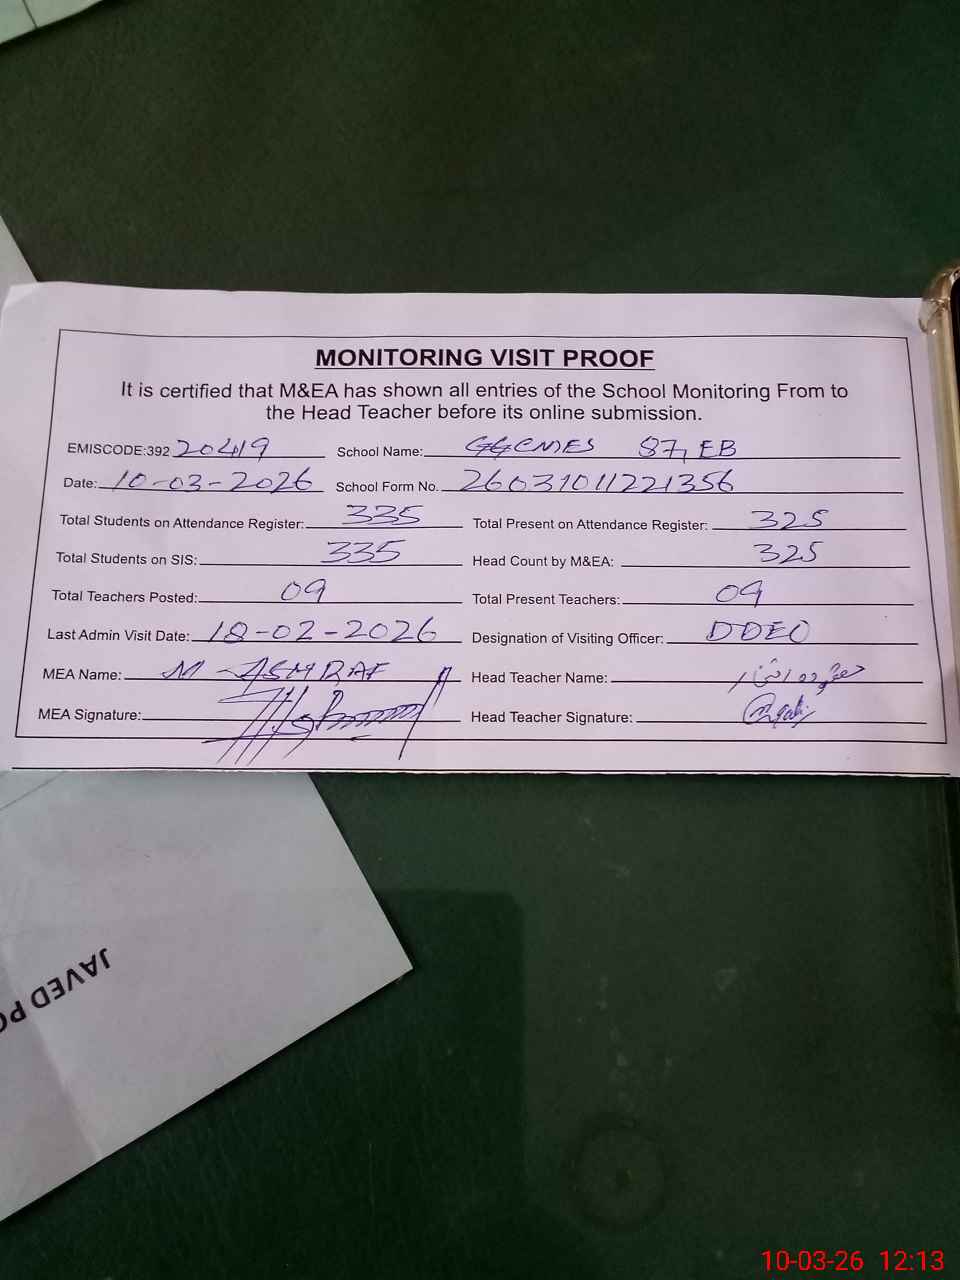 MONITORING VISIT PROOF
It is certified that M&EA has shown all entries of the School Monitoring From to
the Head Teacher before its online submission.
EMISCODE:392 20419 School Name: GGCMES 87, EB
Date: 10-03-2026 School Form No. 26031011221356
Total Students on Attendance Register: 335 Total Present on Attendance Register: 325
Total Students on SIS: 335 Head Count by M&EA: 325
Total Teachers Posted: 09 Total Present Teachers: 09
Last Admin Visit Date: 18-02-2026 Designation of Visiting Officer: DDEO
MEA Name: M-ASHRAF Head Teacher Name:
MEA Signature: Head Teacher Signature:
JAVED
10-03-26 12:13